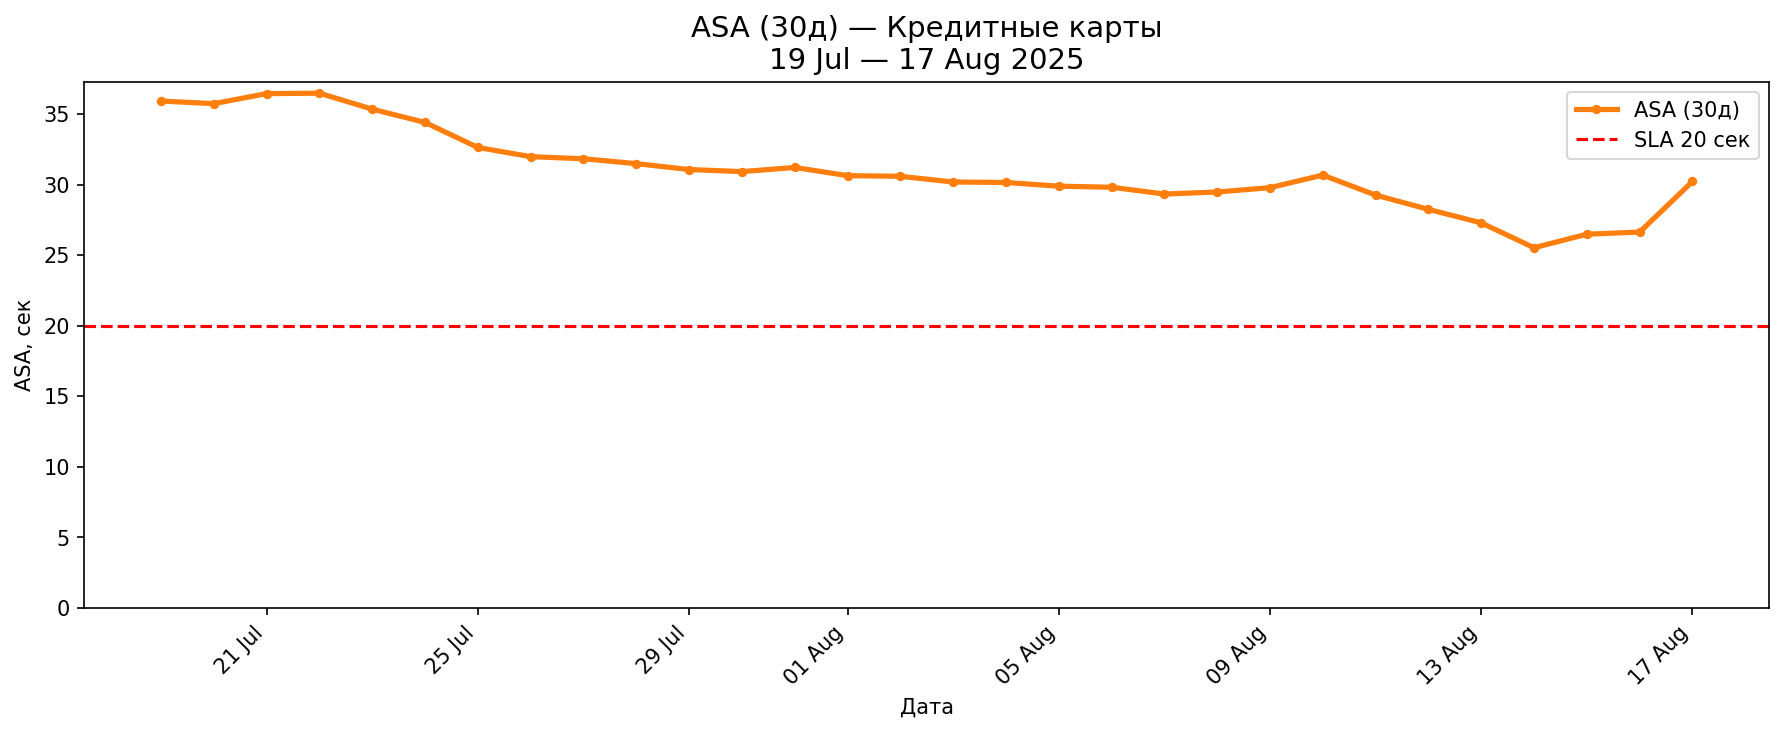 ASA (30д) — Кредитные карты
19 Jul — 17 Aug 2025
ASA (30д)
SLA 20 сек
ASA, сек
35
30
25
20
15
10
5
0
21 Jul
25 Jul
29 Jul
01 Aug
05 Aug
09 Aug
13 Aug
17 Aug
Дата